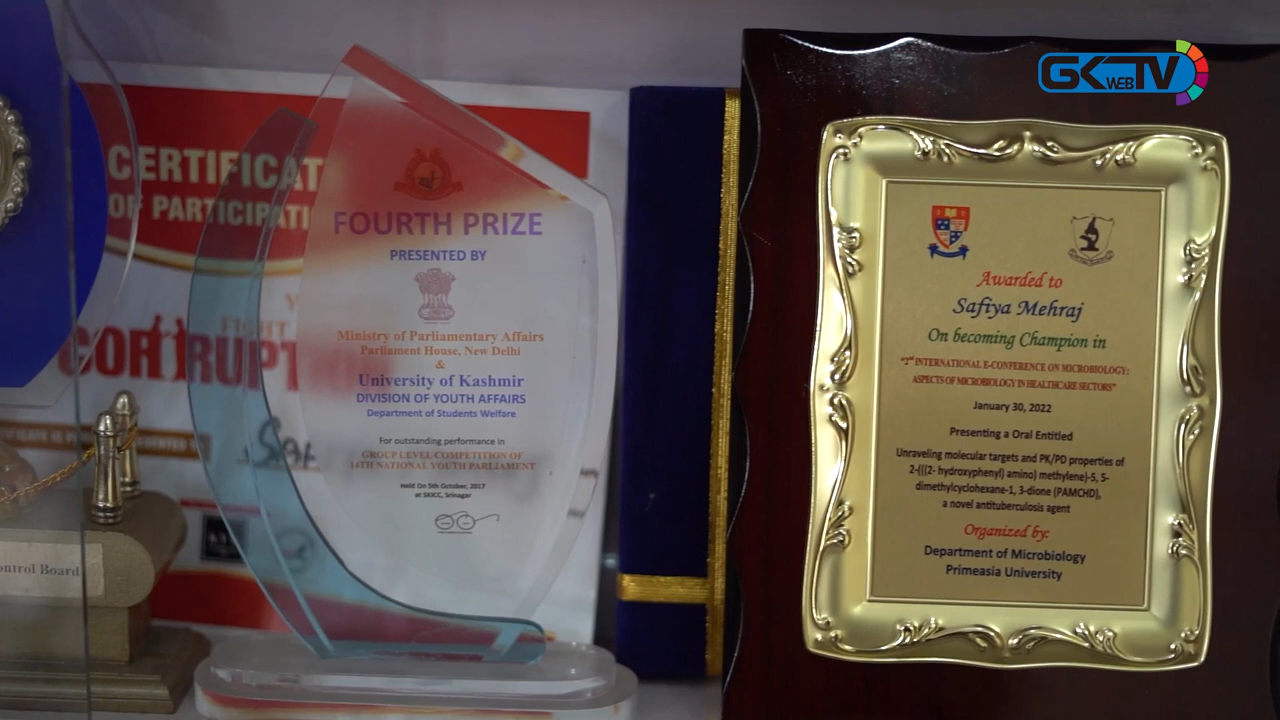 GK WEB TV
CERTIFICAT
OF PARTICIPATI
FIGHT
CORRUPT
ontrol Board
FOURTH PRIZE
PRESENTED BY
Ministry of Parliamentary Affairs
Parliament House, New Delhi
&
University of Kashmir
DIVISION OF YOUTH AFFAIRS
Department of Students Welfare
For outstanding performance in
GROUP LEVEL COMPETITION OF
14TH NATIONAL YOUTH PARLIAMENT
Held On 5th October, 2017
at SKICC, Srinagar
Awarded to
Safiya Mehraj
On becoming Champion in
INTERNATIONAL E-CONFERENCE ON MICROBIOLOGY:
ASPECTS OF MICROBIOLOGY IN HEALTHCARE SECTORS"
January 30, 2022
Presenting a Oral Entitled
Unraveling molecular targets and PK/PD properties of
2-(((2- hydroxyphenyl) amino) methylene)-5, 5-
dimethylcyclohexane-1, 3-dione (PAMCHD),
a novel antituberculosis agent
Organized by:
Department of Microbiology
Primeasia University